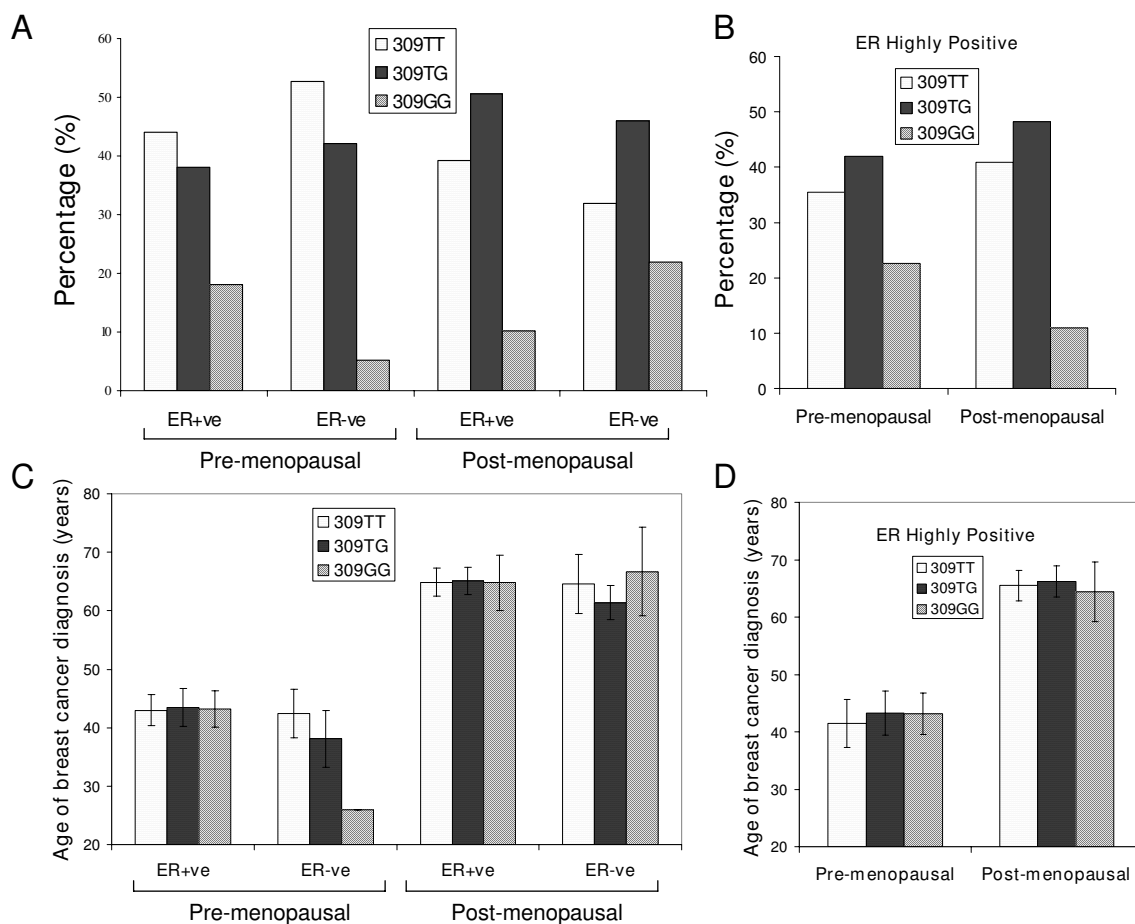 A
Percentage (%)
60
50
40
30
20
10
0
309TT
309TG
309GG
ER+ve ER-ve ER+ve ER-ve
Pre-menopausal Post-menopausal
B
ER Highly Positive
Percentage (%)
60
50
40
30
20
10
0
309TT
309TG
309GG
Pre-menopausal Post-menopausal
C
Age of breast cancer diagnosis (years)
80
70
60
50
40
30
20
309TT
309TG
309GG
ER+ve ER-ve ER+ve ER-ve
Pre-menopausal Post-menopausal
D
Age of breast cancer diagnosis (years)
80
70
60
50
40
30
20
ER Highly Positive
309TT
309TG
309GG
Pre-menopausal Post-menopausal